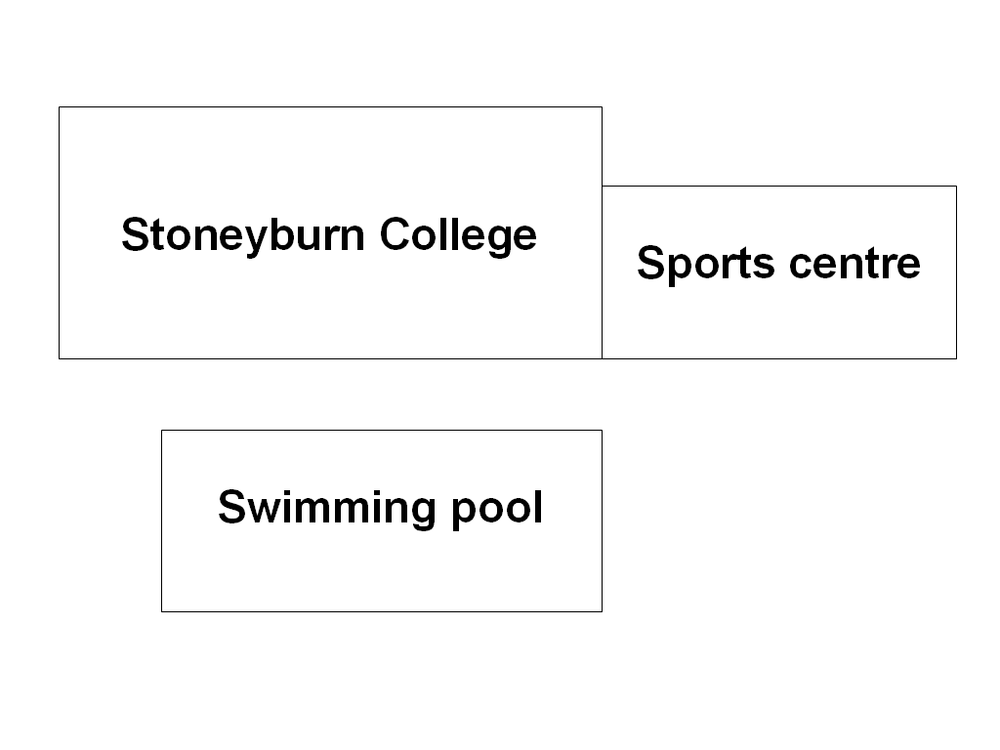 Stoneyburn College
Sports centre
Swimming pool